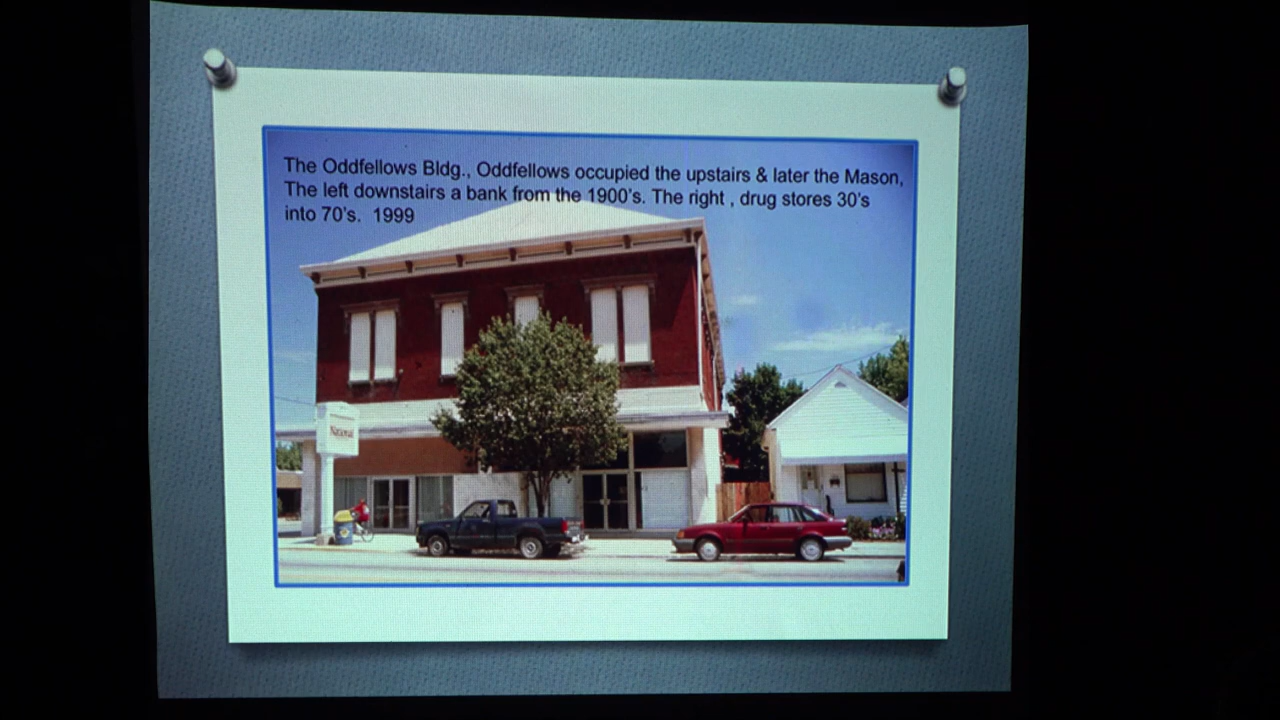 The Oddfellows Bldg., Oddfellows occupied the upstairs & later the Mason,
The left downstairs a bank from the 1900's. The right , drug stores 30's
into 70's. 1999
National